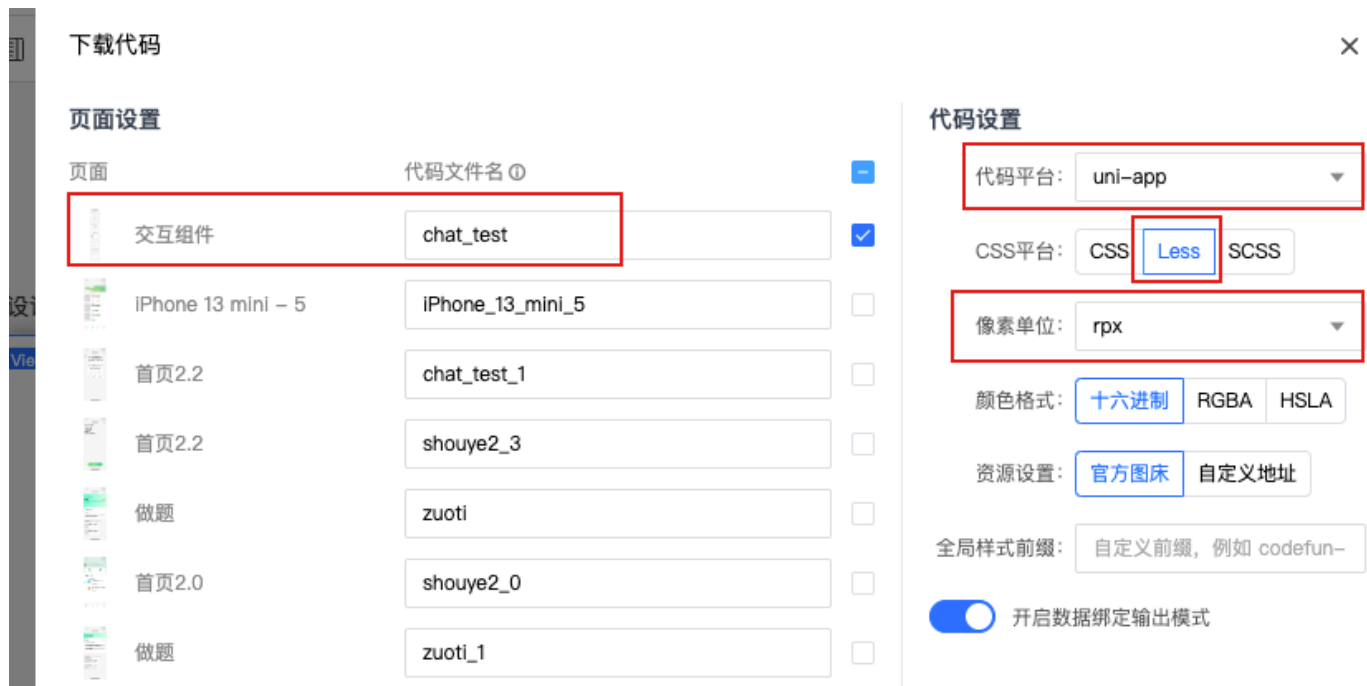 下载代码
页面设置
页面 代码文件名
交互组件 chat_test
iPhone 13 mini – 5 iPhone_13_mini_5
首页2.2 chat_test_1
首页2.2 shouye2_3
做题 zuoti
首页2.0 shouye2_0
做题 zuoti_1
代码设置
代码平台: uni-app
CSS平台: CSS Less SCSS
像素单位: rpx
颜色格式: 十六进制 RGBA HSLA
资源设置: 官方图床 自定义地址
全局样式前缀: 自定义前缀，例如 codefun-
开启数据绑定输出模式
设
Vie